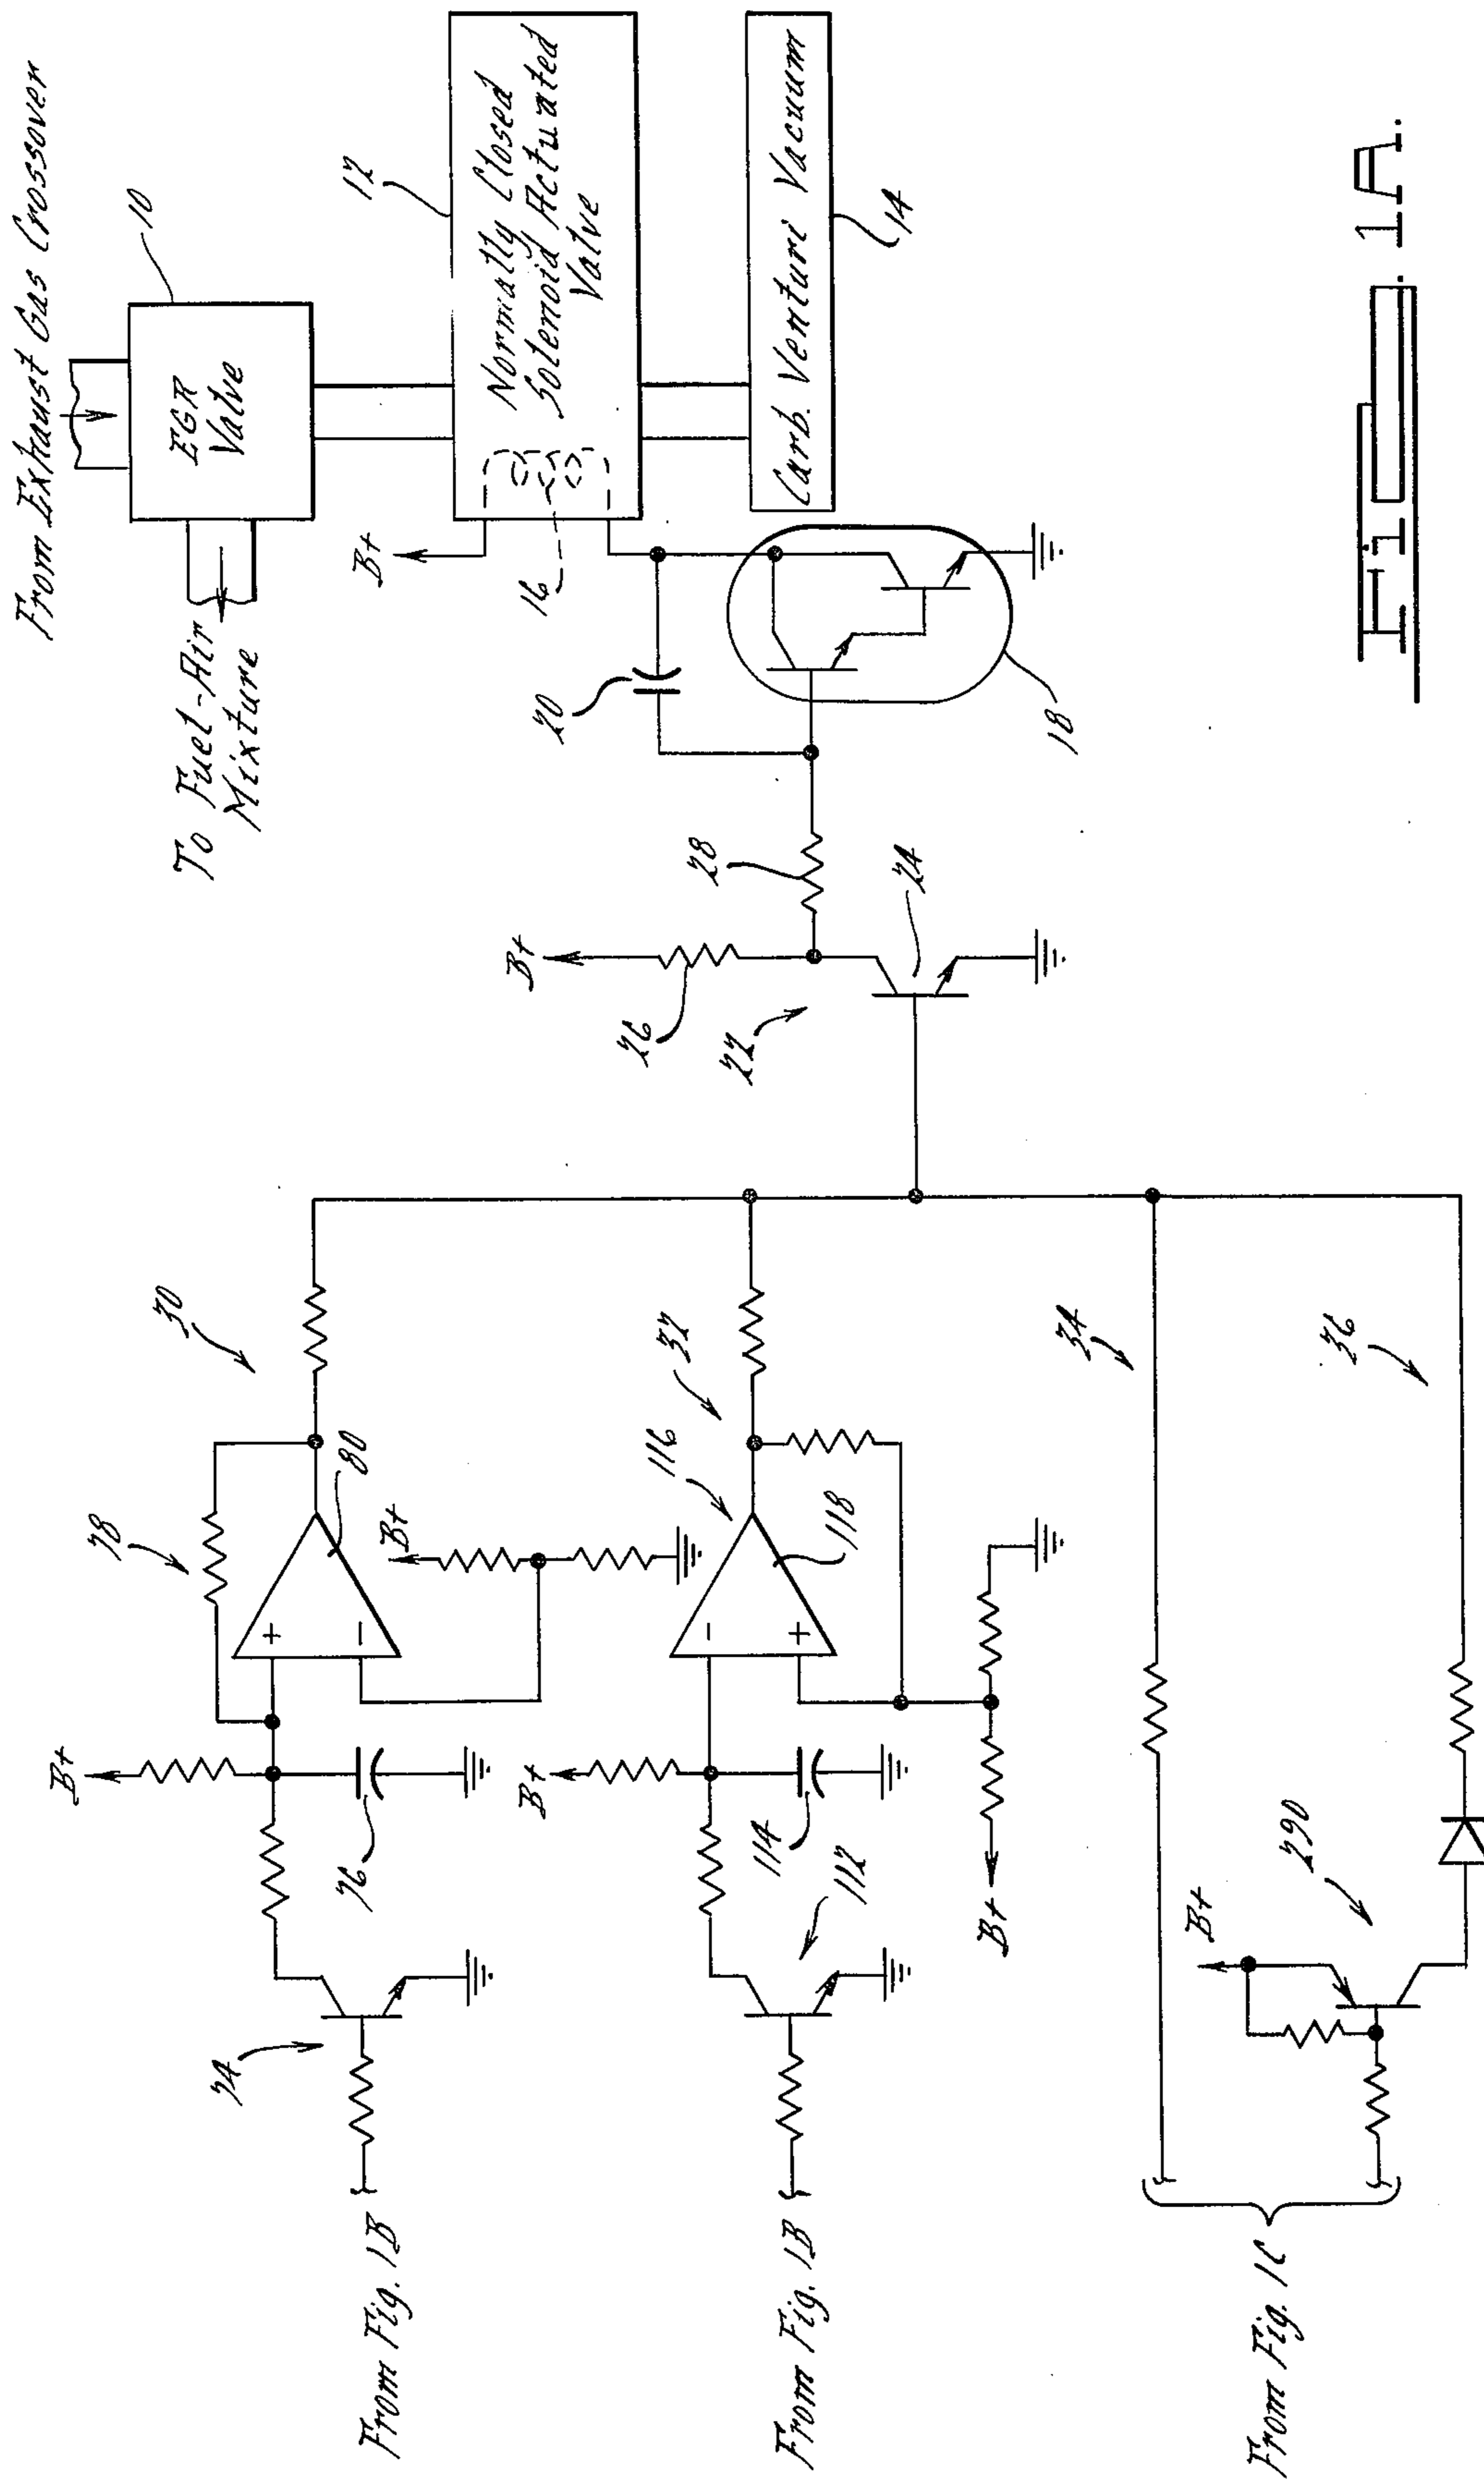 From Exhaust Gas Crossover
10
EGR
Valve
To Fuel-Air
Mixture
12
Normally Closed
Solenoid Actuated
Valve
B+
16
Carb. Venturi Vacuum
14
20
18
28
B+
26
22
24
30
78
80
B+
B+
76
74
From Fig. 1B
32
116
118
B+
114
112
B+
From Fig. 1B
34
36
B+
290
From Fig. 1C
Fig. 1A.